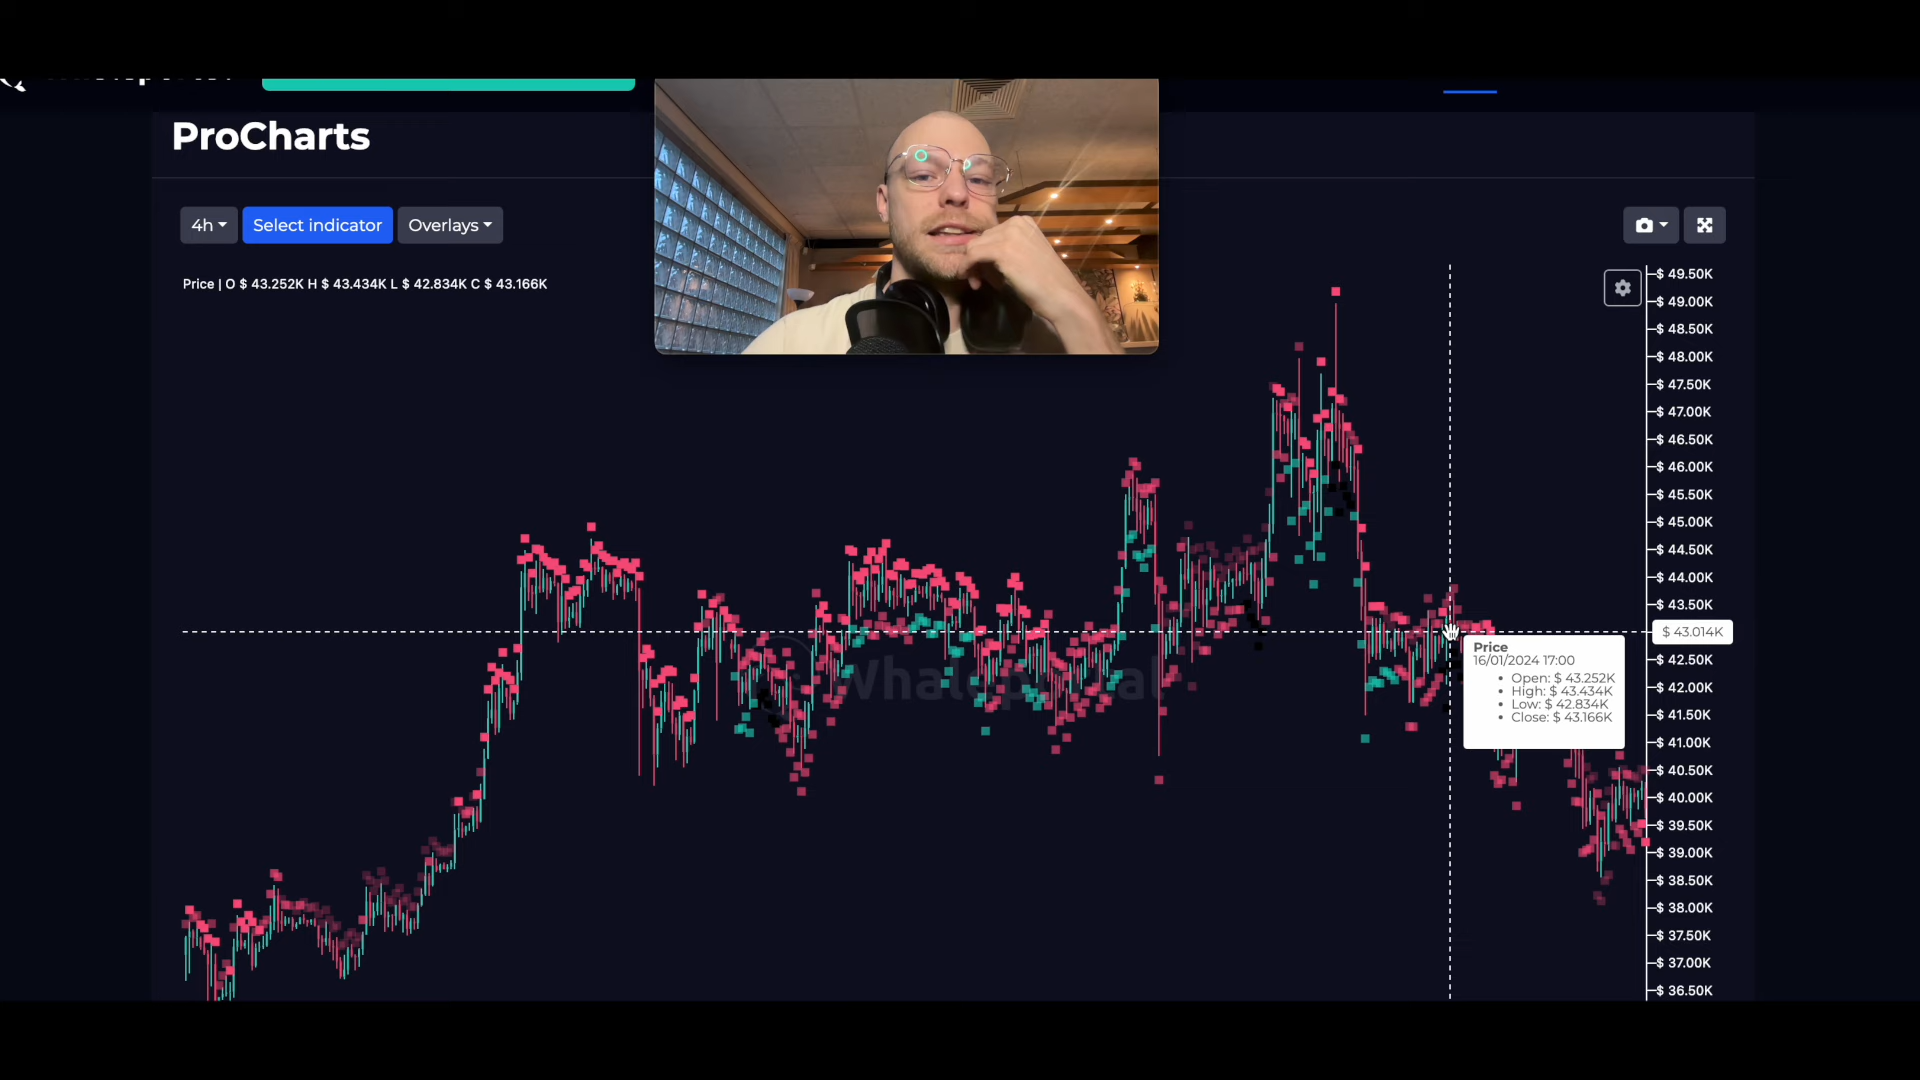 ProCharts
4h
Select indicator
Overlays
Price | O $ 43.252K H $ 43.434K L $ 42.834K C $ 43.166K
$ 49.50K
$ 49.00K
$ 48.50K
$ 48.00K
$ 47.50K
$ 47.00K
$ 46.50K
$ 46.00K
$ 45.50K
$ 45.00K
$ 44.50K
$ 44.00K
$ 43.50K
$ 43.014K
$ 42.50K
$ 42.00K
$ 41.50K
$ 41.00K
$ 40.50K
$ 40.00K
$ 39.50K
$ 39.00K
$ 38.50K
$ 38.00K
$ 37.50K
$ 37.00K
$ 36.50K
Price
16/01/2024 17:00
Open: $ 43.252K
High: $ 43.434K
Low: $ 42.834K
Close: $ 43.166K